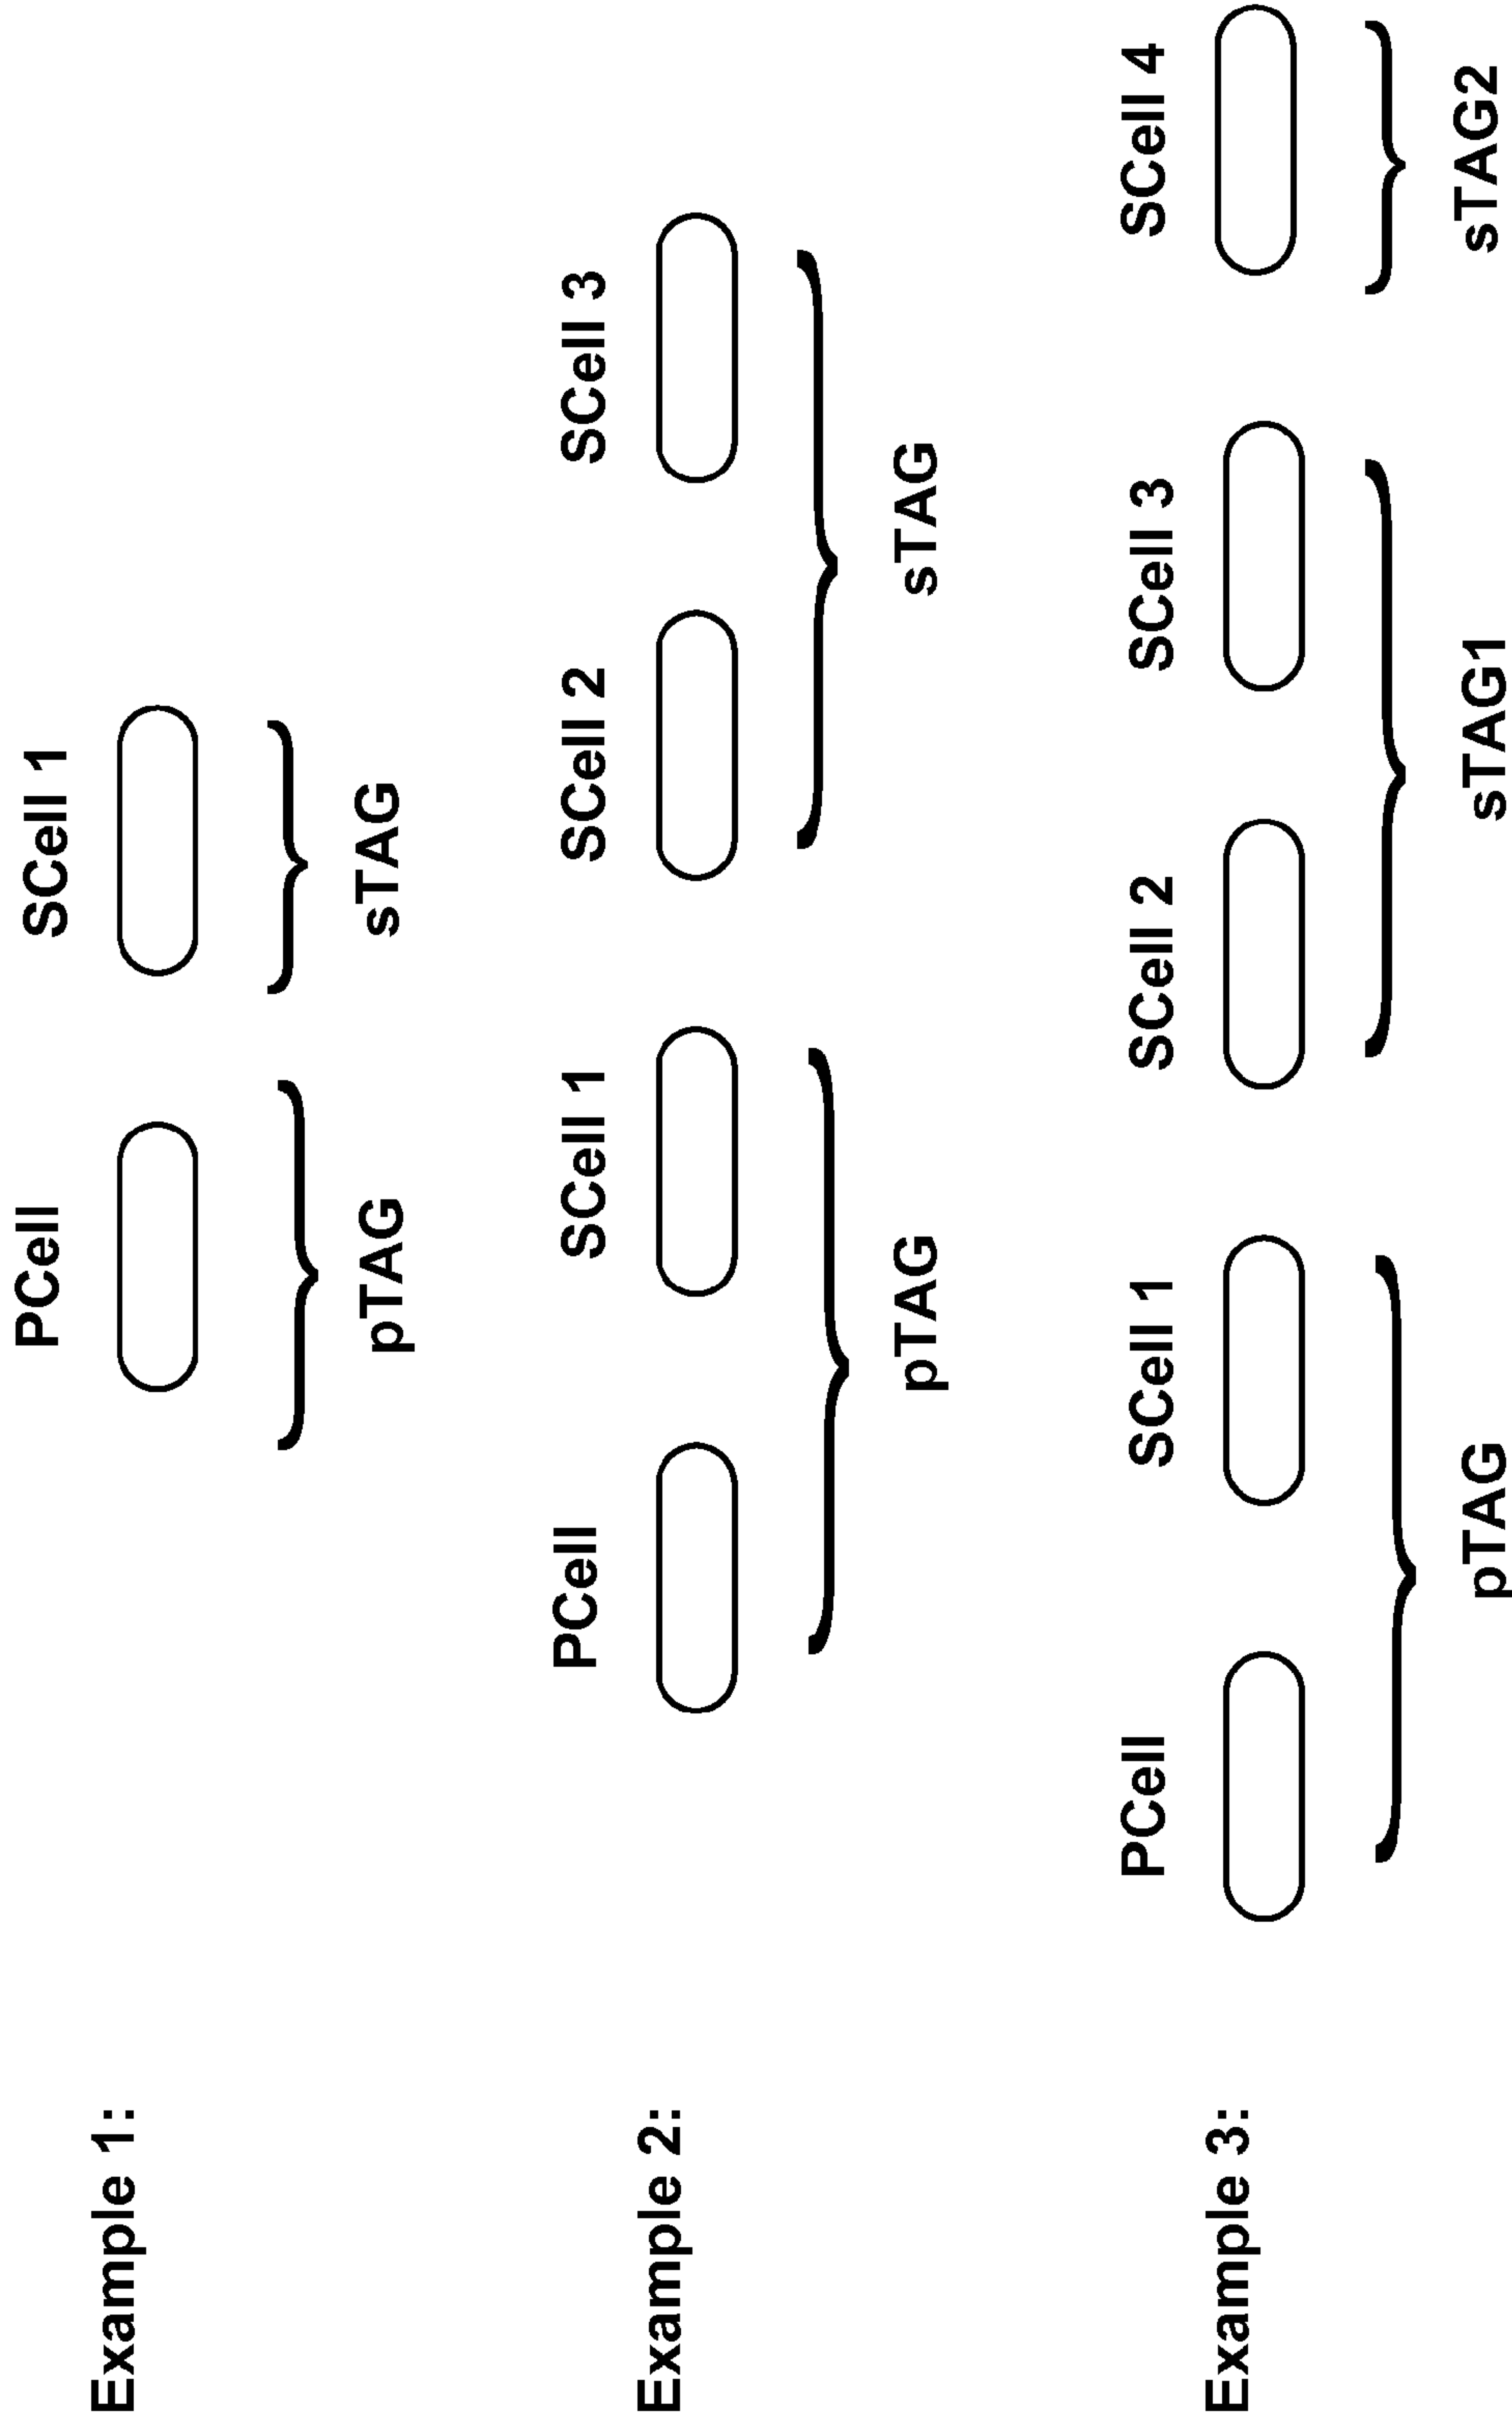 Example 1:
PCell SCell 1
pTAG sTAG
Example 2:
PCell SCell 1 SCell 2 SCell 3
pTAG sTAG
Example 3:
PCell SCell 1 SCell 2 SCell 3 SCell 4
pTAG sTAG1 sTAG2